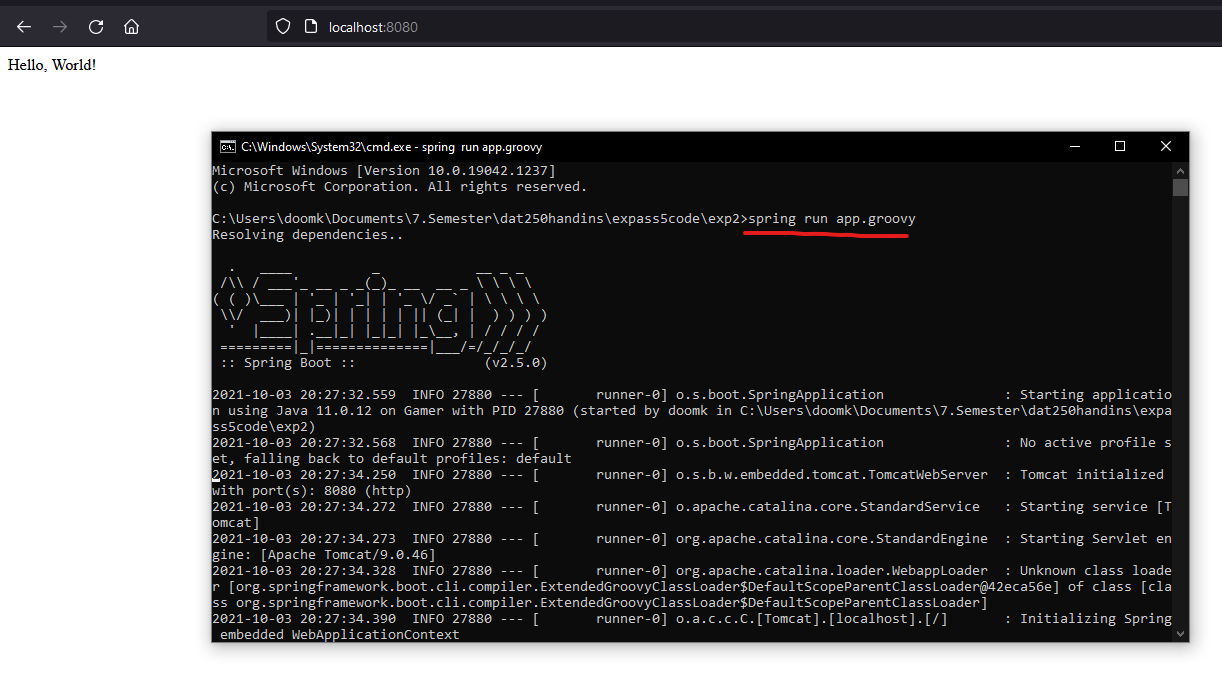 localhost:8080
Hello, World!
C:\Windows\System32\cmd.exe - spring  run app.groovy
Microsoft Windows [Version 10.0.19042.1237]
(c) Microsoft Corporation. All rights reserved.
C:\Users\doomk\Documents\7.Semester\dat250handins\expass5code\exp2>spring run app.groovy
Resolving dependencies..
  .   ____          _            __ _ _
 /\\ / ___'_ __ _ _(_)_ __  __ _ \ \ \ \
( ( )\___ | '_ | '_| | '_ \/ _` | \ \ \ \
 \\/  ___)| |_)| | | | | || (_| |  ) ) ) )
  '  |____| .__|_| |_|_| |_\__, | / / / /
 =========|_|==============|___/=/_/_/_/
 :: Spring Boot ::                (v2.5.0)
2021-10-03 20:27:32.559  INFO 27880 --- [       runner-0] o.s.boot.SpringApplication               : Starting applicatio
n using Java 11.0.12 on Gamer with PID 27880 (started by doomk in C:\Users\doomk\Documents\7.Semester\dat250handins\expa
ss5code\exp2)
2021-10-03 20:27:32.568  INFO 27880 --- [       runner-0] o.s.boot.SpringApplication               : No active profile s
et, falling back to default profiles: default
2021-10-03 20:27:34.250  INFO 27880 --- [       runner-0] o.s.b.w.embedded.tomcat.TomcatWebServer  : Tomcat initialized
with port(s): 8080 (http)
2021-10-03 20:27:34.272  INFO 27880 --- [       runner-0] o.apache.catalina.core.StandardService   : Starting service [T
omcat]
2021-10-03 20:27:34.273  INFO 27880 --- [       runner-0] org.apache.catalina.core.StandardEngine  : Starting Servlet en
gine: [Apache Tomcat/9.0.46]
2021-10-03 20:27:34.328  INFO 27880 --- [       runner-0] org.apache.catalina.loader.WebappLoader  : Unknown class loade
r [org.springframework.boot.cli.compiler.ExtendedGroovyClassLoader$DefaultScopeParentClassLoader@42eca56e] of class [cla
ss org.springframework.boot.cli.compiler.ExtendedGroovyClassLoader$DefaultScopeParentClassLoader]
2021-10-03 20:27:34.390  INFO 27880 --- [       runner-0] o.a.c.c.C.[Tomcat].[localhost].[/]       : Initializing Spring
 embedded WebApplicationContext